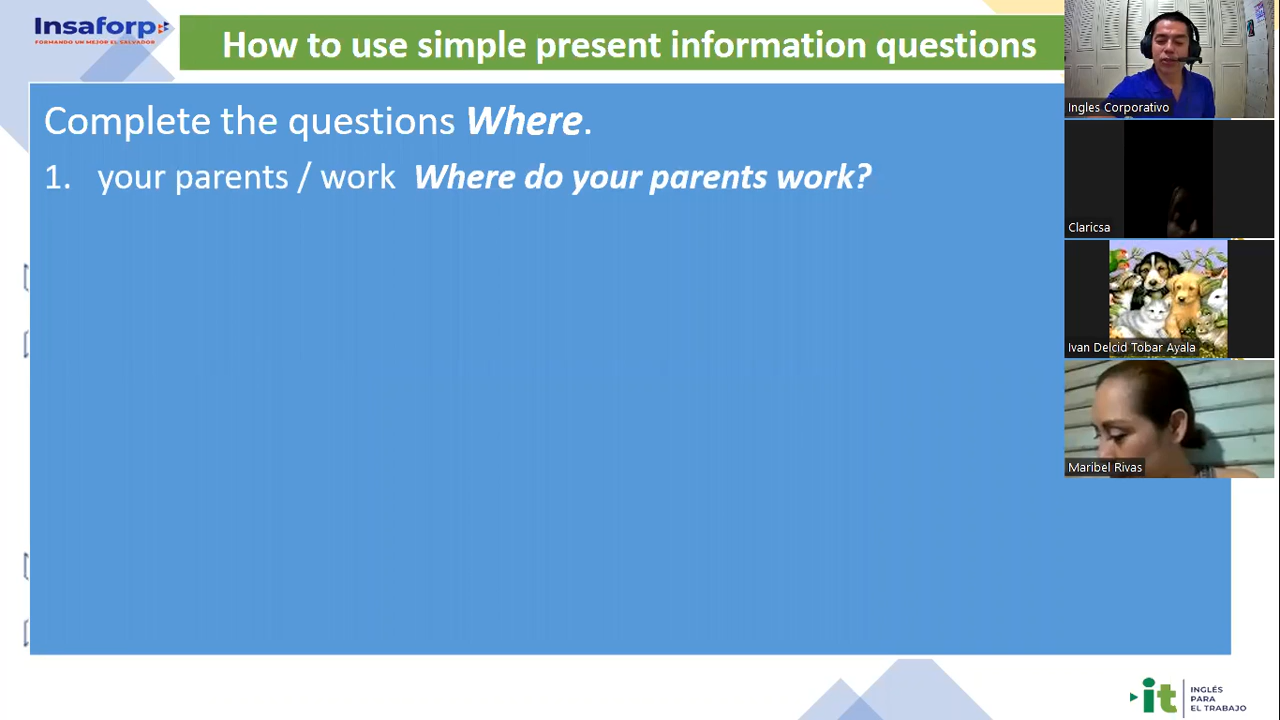 Insaforp
FORMANDO UN MEJOR EL SALVADOR
How to use simple present information questions
Complete the questions Where.
1. your parents / work Where do your parents work?
Ingles Corporativo
Claricsa
Ivan Delcid Tobar Ayala
Maribel Rivas
it
INGLÉS
PARA
EL TRABAJO